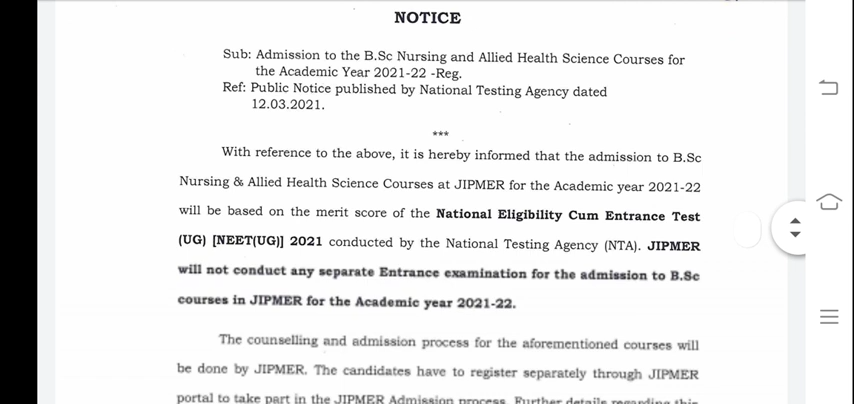 NOTICE
Sub: Admission to the B.Sc Nursing and Allied Health Science Courses for
the Academic Year 2021-22 -Reg.
Ref: Public Notice published by National Testing Agency dated
12.03.2021.
***
With reference to the above, it is hereby informed that the admission to B.Sc
Nursing & Allied Health Science Courses at JIPMER for the Academic year 2021-22
will be based on the merit score of the National Eligibility Cum Entrance Test
(UG) [NEET(UG)] 2021 conducted by the National Testing Agency (NTA). JIPMER
will not conduct any separate Entrance examination for the admission to B.Sc
courses in JIPMER for the Academic year 2021-22.
The counselling and admission process for the aforementioned courses will
be done by JIPMER. The candidates have to register separately through JIPMER
portal to take part in the JIPMER Admission process. Further details regarding this